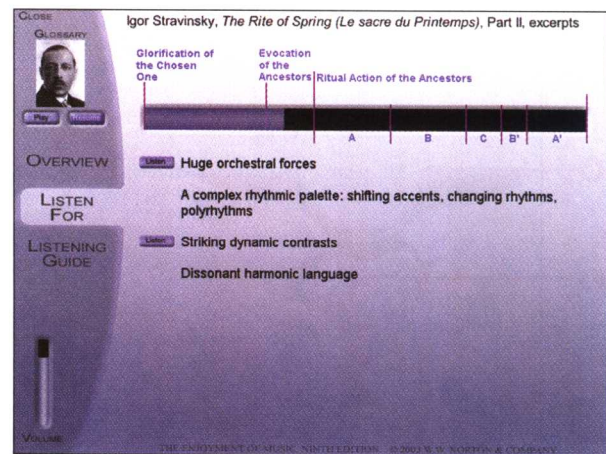 CLOSE
Igor Stravinsky, The Rite of Spring (Le sacre du Printemps), Part II, excerpts
GLOSSARY
Glorification of
the Chosen
One
Evocation
of the
Ancestors
Ritual Action of the Ancestors
Play
A
B
C
B'
A'
OVERVIEW
Listen
Huge orchestral forces
A complex rhythmic palette: shifting accents, changing rhythms,
polyrhythms
LISTEN
FOR
Listen
Striking dynamic contrasts
LISTENING
GUIDE
Dissonant harmonic language
VOLUME
THE ENJOYMENT OF MUSIC, NINTH EDITION © 2003 W. W. NORTON & COMPANY